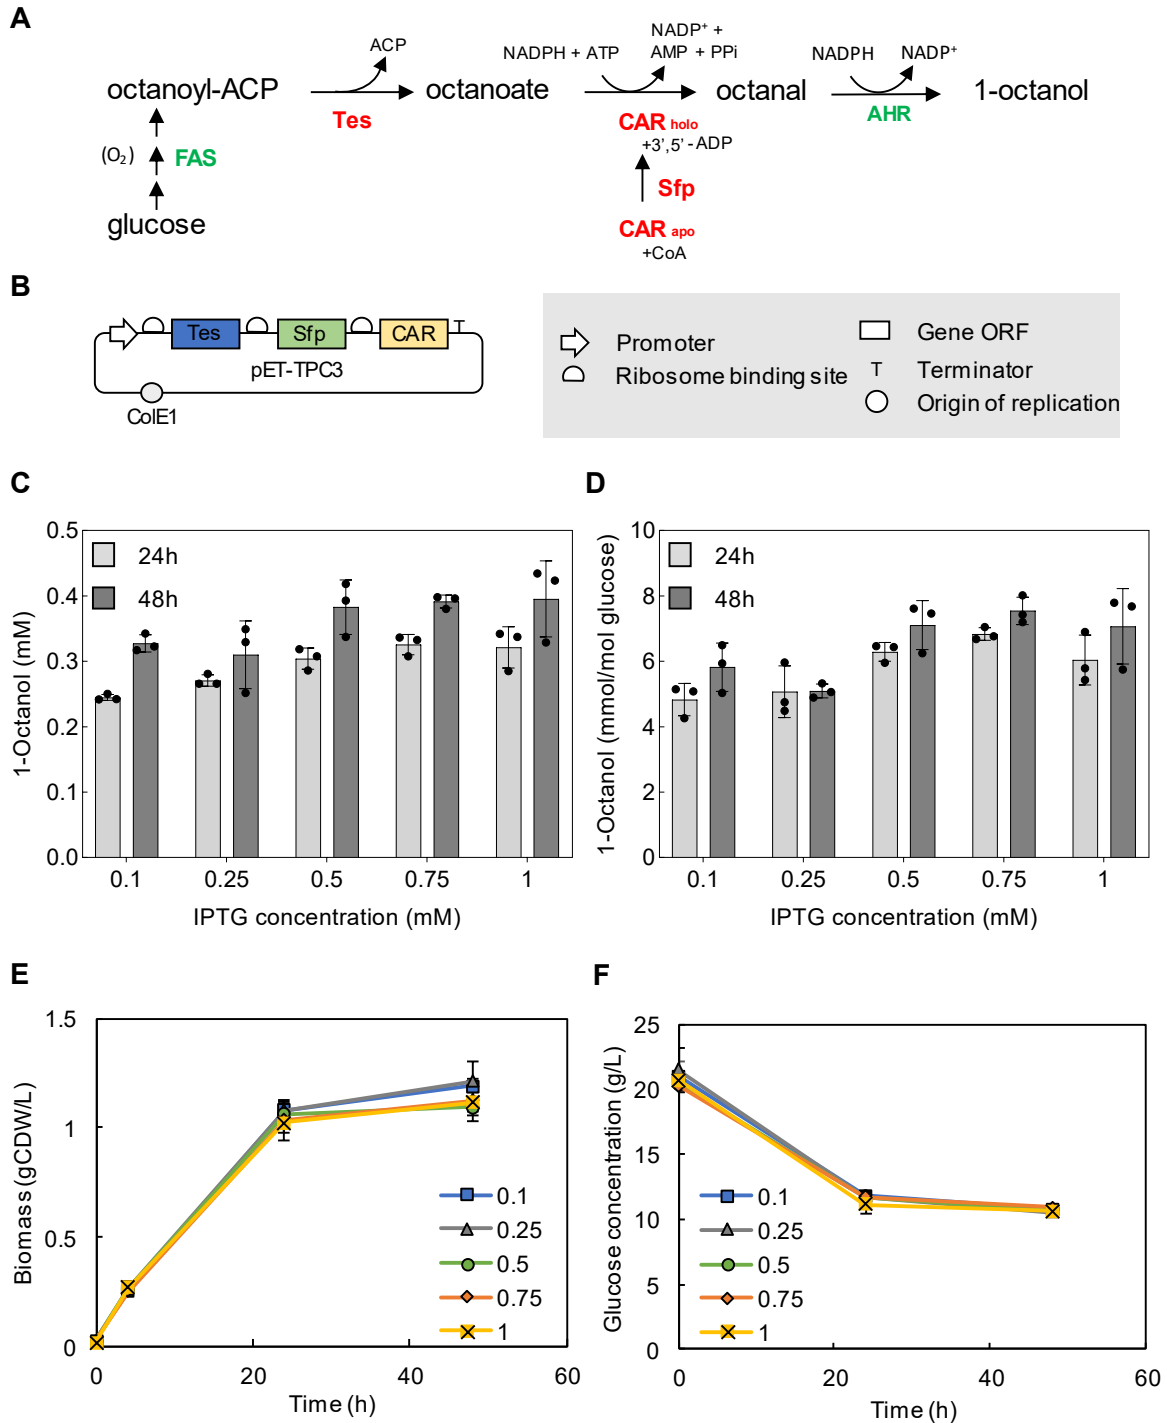 A
ACP
NADPH + ATP
NADP⁺ +
AMP + PPi
NADPH
NADP⁺
octanoyl-ACP
octanoate
octanal
1-octanol
Tes
CAR holo
AHR
+3',5'-ADP
(O₂)
FAS
Sfp
glucose
CAR apo
+CoA
B
Tes
Sfp
CAR
T
pET-TPC3
ColE1
Promoter
Ribosome binding site
Gene ORF
T
Terminator
Origin of replication
C
1-Octanol (mM)
0.5
0.4
0.3
0.2
0.1
0.0
24h
48h
0.1
0.25
0.5
0.75
1
IPTG concentration (mM)
D
1-Octanol (mmol/mol glucose)
10
8
6
4
2
0
24h
48h
0.1
0.25
0.5
0.75
1
IPTG concentration (mM)
E
Biomass (gCDW/L)
1.5
1
0.5
0
0.1
0.25
0.5
0.75
1
0
20
40
60
Time (h)
F
Glucose concentration (g/L)
25
20
15
10
5
0
0.1
0.25
0.5
0.75
1
0
20
40
60
Time (h)